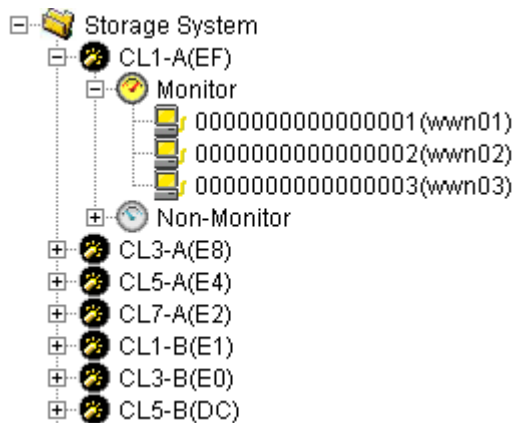 Storage System
CL1-A(EF)
Monitor
0000000000000001(wwn01)
0000000000000002(wwn02)
0000000000000003(wwn03)
Non-Monitor
CL3-A(E8)
CL5-A(E4)
CL7-A(E2)
CL1-B(E1)
CL3-B(E0)
CL5-B(DC)